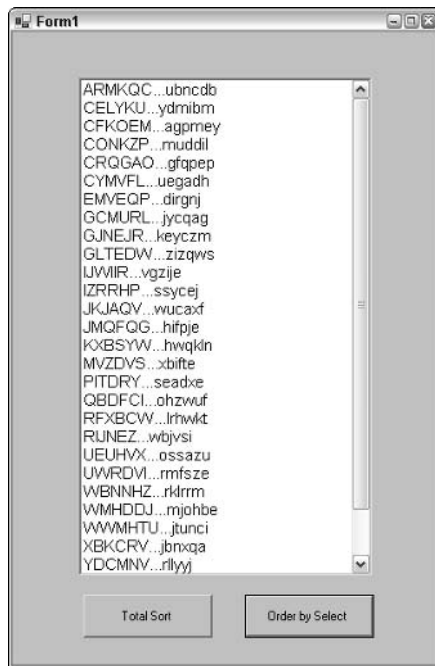 Form1
ARMKQC...ubncdb
CELYKU...ydmibm
CFKOEM...agpmey
CONKZP...muddil
CRQGAO...gfqpep
CYMVFL...uegadh
EMVEQP...dirgnj
GCMURL...jycqag
GJNEJR...keyczm
GLTEDW...zizqws
IJWIIR...vgzije
IZRRHP...ssycej
JKJAQV...wucaxf
JMQFQG...hifpje
KXBSYW...hwqkln
MVZDVS...xbifte
PITDRY...seadxe
QBDFCI...ohzwuf
RFXBCW...lrhwkt
RIJNEZ...wbjvsi
UEUHVX...ossazu
UWRDVI...rmfsze
WBNNHZ...rklrrm
WMHDDJ...mjohbe
WWMHTU...jtunci
XBKCRV...jbnxqa
YDCMNV...rllyyj
Total Sort
Order by Select